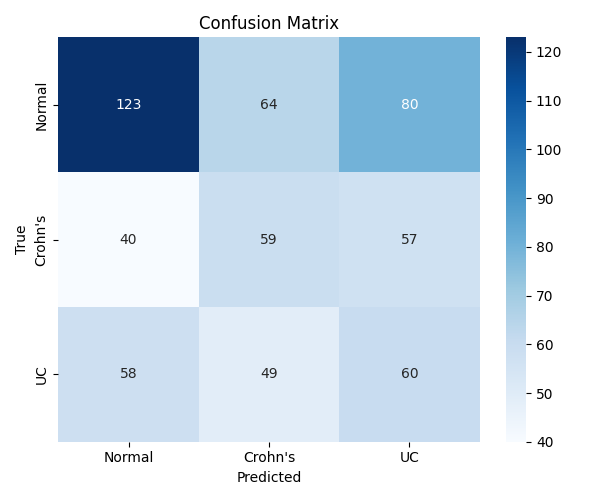 Confusion Matrix
Normal
Crohn's
UC
True
123 64 80
40 59 57
58 49 60
Normal Crohn's UC
Predicted
120
110
100
90
80
70
60
50
40